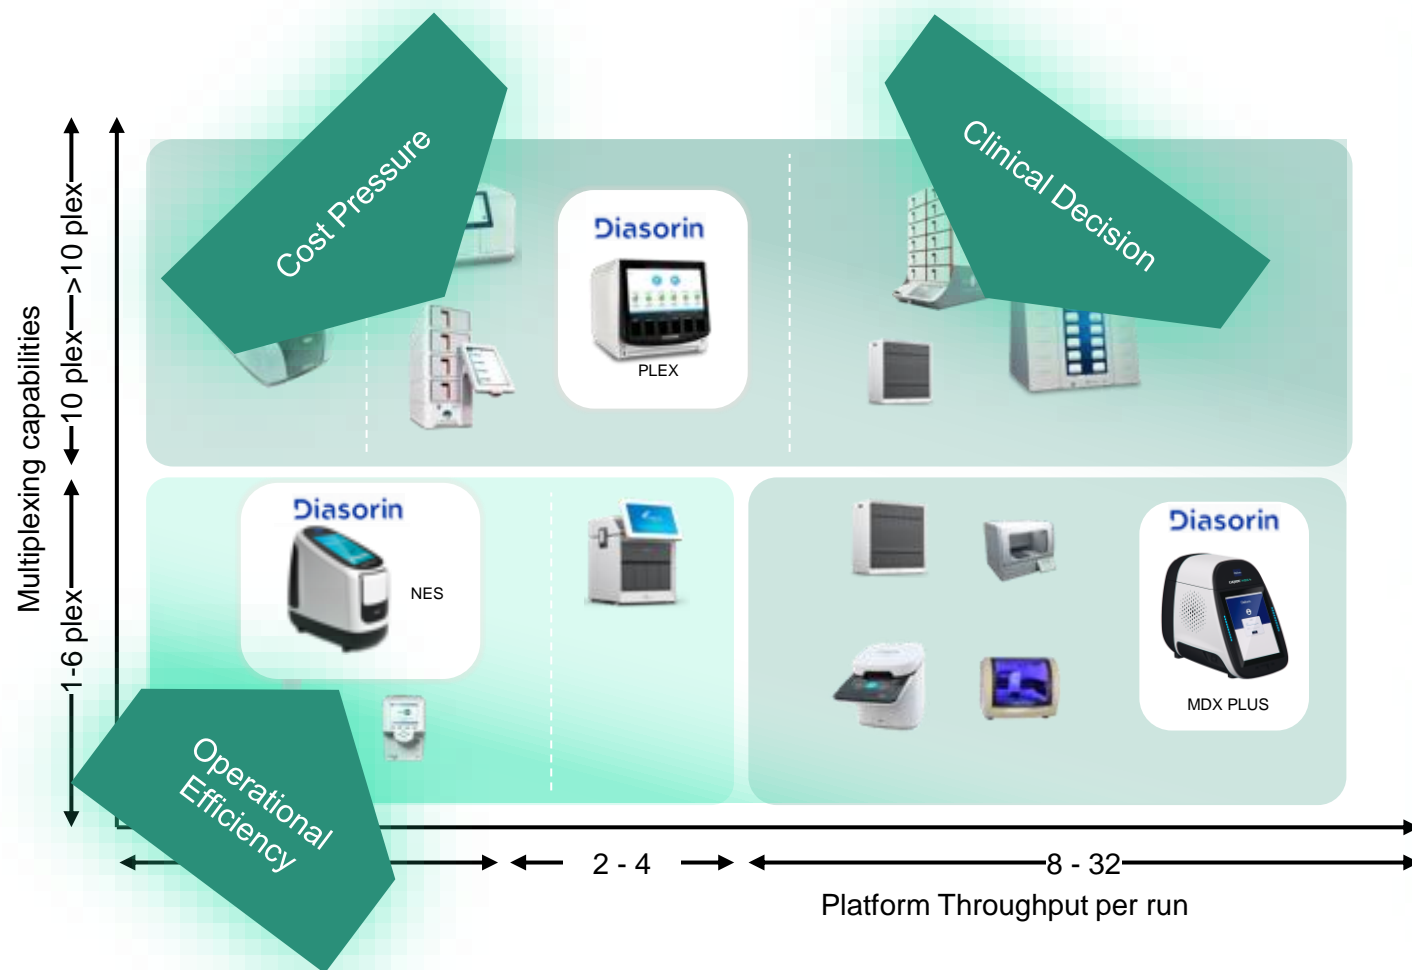 Cost Pressure
Clinical Decision
Diasorin
PLEX
Diasorin
NES
Diasorin
MDX PLUS
Operational
Efficiency
Multiplexing capabilities
>10 plex
10 plex
1-6 plex
2 - 4
8 - 32
Platform Throughput per run